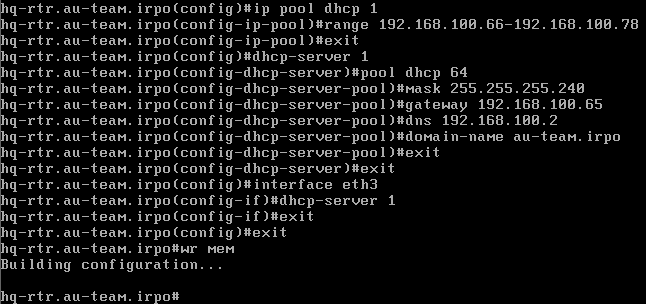 hq-rtr.au-team.irpo(config)#ip pool dhcp 1
hq-rtr.au-team.irpo(config-ip-pool)#range 192.168.100.66-192.168.100.78
hq-rtr.au-team.irpo(config-ip-pool)#exit
hq-rtr.au-team.irpo(config)#dhcp-server 1
hq-rtr.au-team.irpo(config-dhcp-server)#pool dhcp 64
hq-rtr.au-team.irpo(config-dhcp-server-pool)#mask 255.255.255.240
hq-rtr.au-team.irpo(config-dhcp-server-pool)#gateway 192.168.100.65
hq-rtr.au-team.irpo(config-dhcp-server-pool)#dns 192.168.100.2
hq-rtr.au-team.irpo(config-dhcp-server-pool)#domain-name au-team.irpo
hq-rtr.au-team.irpo(config-dhcp-server-pool)#exit
hq-rtr.au-team.irpo(config-dhcp-server)#exit
hq-rtr.au-team.irpo(config)#interface eth3
hq-rtr.au-team.irpo(config-if)#dhcp-server 1
hq-rtr.au-team.irpo(config-if)#exit
hq-rtr.au-team.irpo(config)#exit
hq-rtr.au-team.irpo#wr mem
Building configuration...
hq-rtr.au-team.irpo#